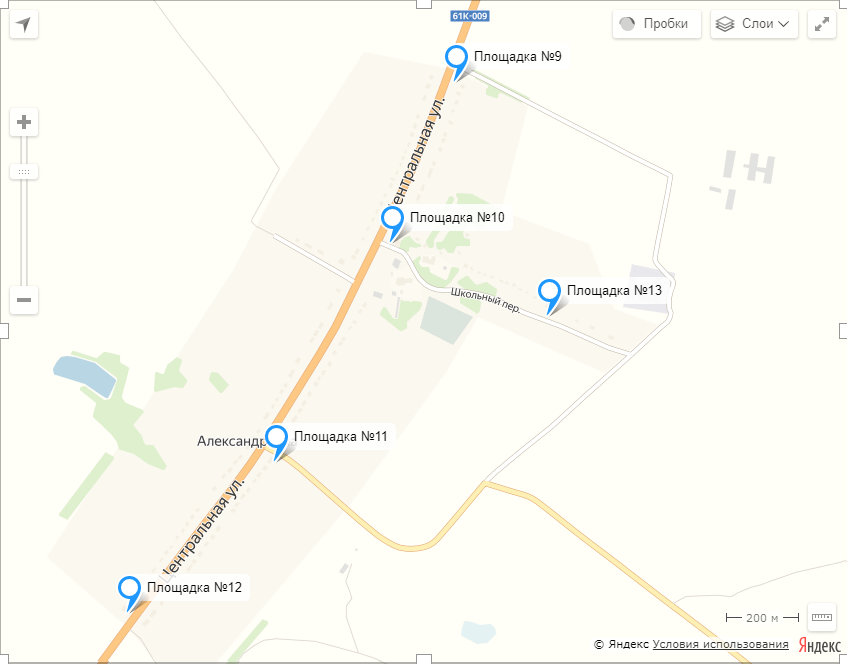 61К-009
Пробки
Слои
Площадка №9
Центральная ул.
Площадка №10
Площадка №13
Школьный пер.
Александр
Площадка №11
Центральная ул.
Площадка №12
200 м
© Яндекс Условия использования Яндекс